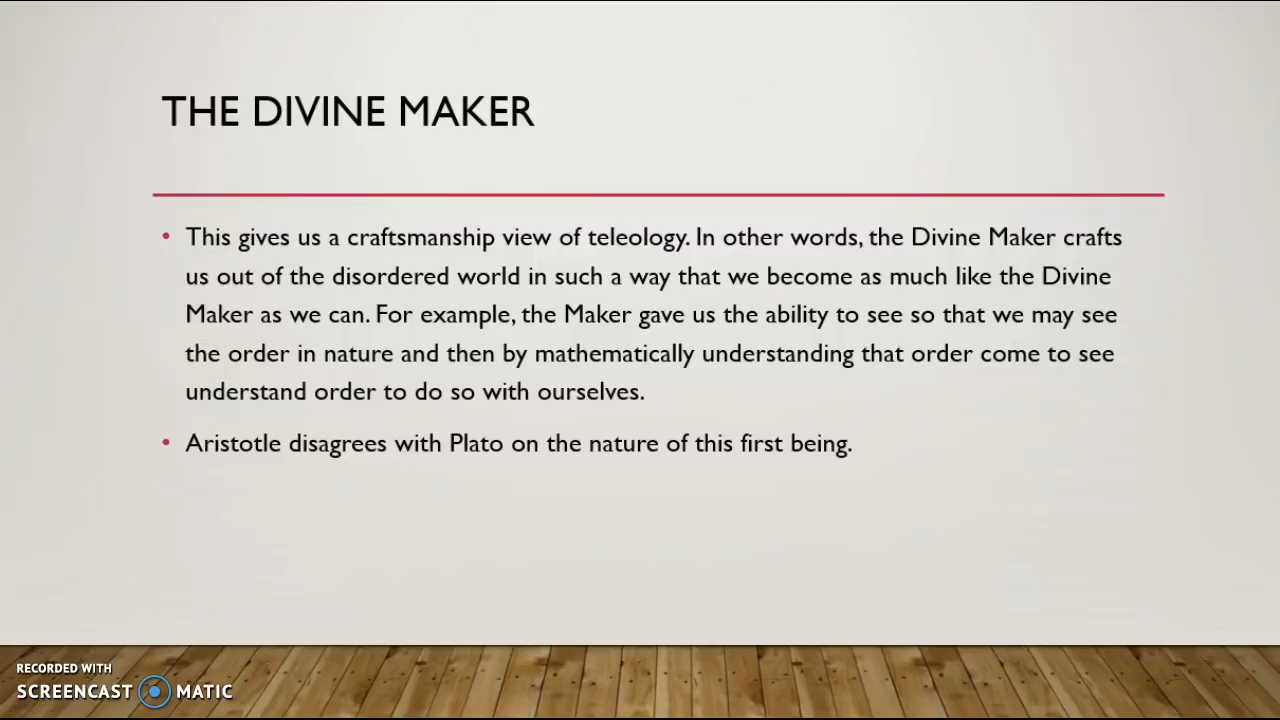 THE DIVINE MAKER
• This gives us a craftsmanship view of teleology. In other words, the Divine Maker crafts
us out of the disordered world in such a way that we become as much like the Divine
Maker as we can. For example, the Maker gave us the ability to see so that we may see
the order in nature and then by mathematically understanding that order come to see
understand order to do so with ourselves.
• Aristotle disagrees with Plato on the nature of this first being.
RECORDED WITH
SCREENCAST MATIC